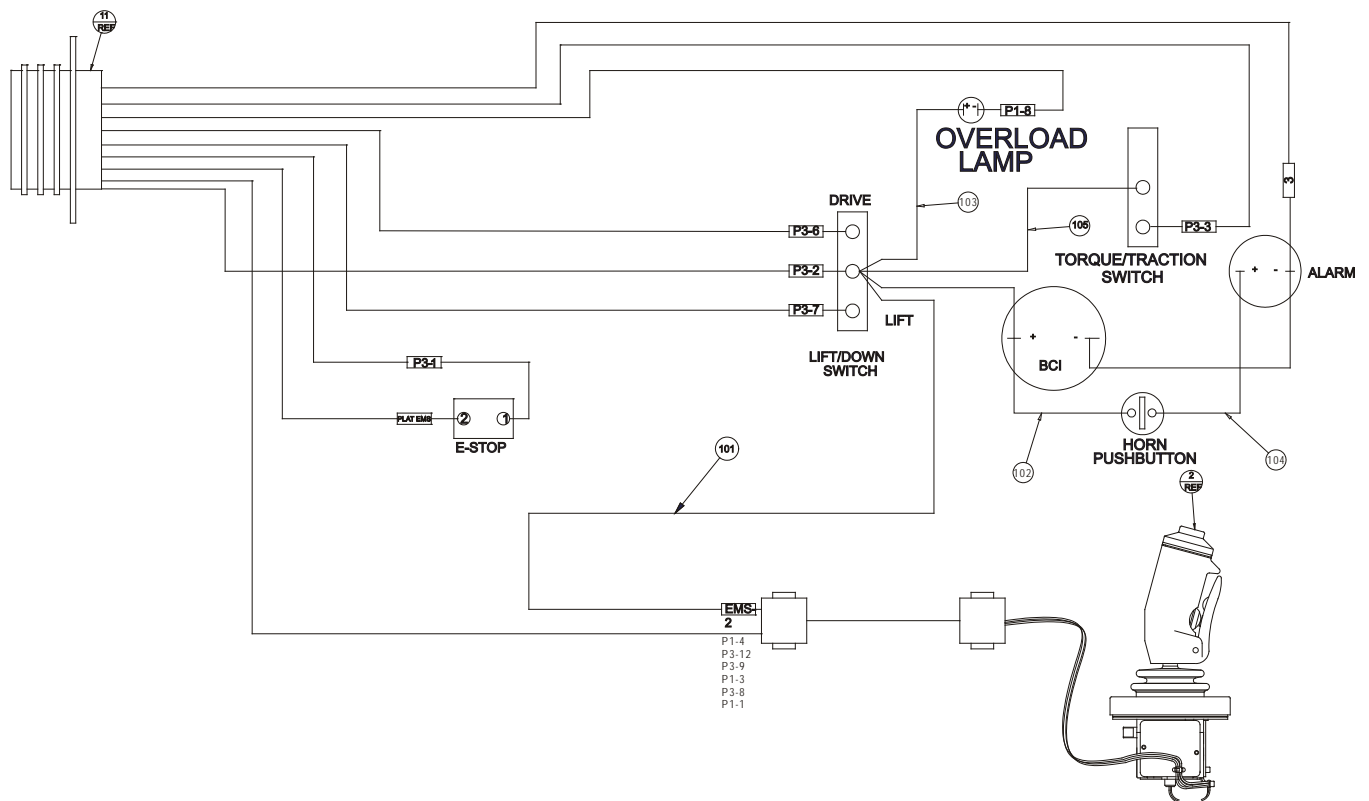 11
REF
+ -
P1-8
OVERLOAD
LAMP
3
DRIVE
103
105
P3-6
P3-3
TORQUE/TRACTION
SWITCH
P3-2
+ -
ALARM
P3-7
LIFT
+ -
BCI
LIFT/DOWN
SWITCH
P3-1
PLAT EMS
2
1
E-STOP
HORN
PUSHBUTTON
101
102
104
2
REF
EMS-
2
P1-4
P3-12
P3-9
P1-3
P3-8
P1-1